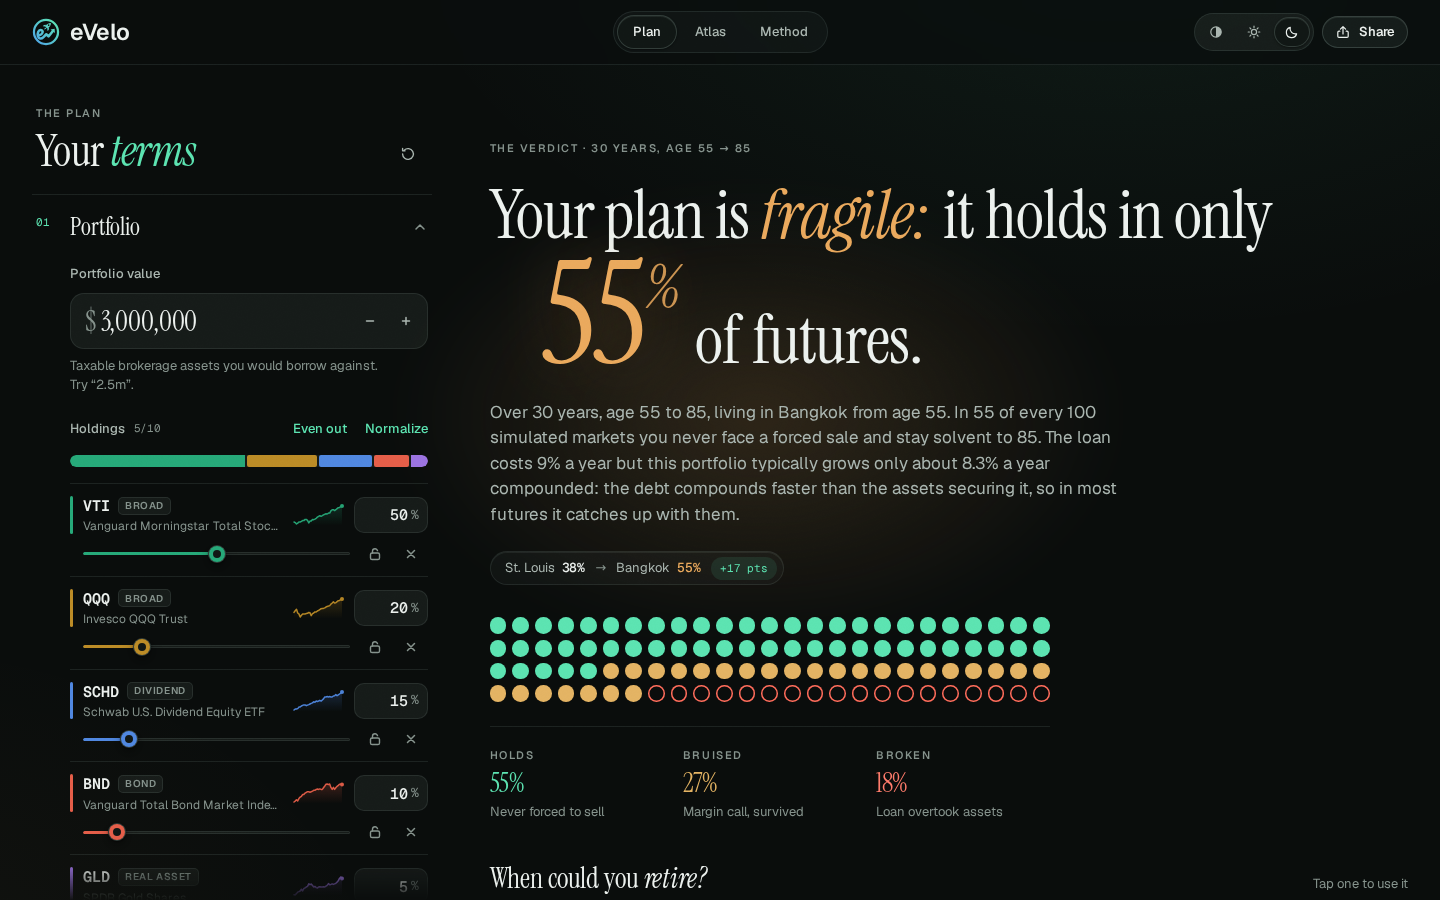 eVelo
Plan Atlas Method
Share
THE PLAN
Your terms
01 Portfolio
Portfolio value
$ 3,000,000 − +
Taxable brokerage assets you would borrow against.
Try “2.5m”.
Holdings 5/10 Even out Normalize
VTI BROAD 50 %
Vanguard Morningstar Total Stoc...
QQQ BROAD 20 %
Invesco QQQ Trust
SCHD DIVIDEND 15 %
Schwab U.S. Dividend Equity ETF
BND BOND 10 %
Vanguard Total Bond Market Inde...
GLD REAL ASSET 5 %
THE VERDICT · 30 YEARS, AGE 55 → 85
Your plan is fragile: it holds in only
55% of futures.
Over 30 years, age 55 to 85, living in Bangkok from age 55. In 55 of every 100
simulated markets you never face a forced sale and stay solvent to 85. The loan
costs 9% a year but this portfolio typically grows only about 8.3% a year
compounded: the debt compounds faster than the assets securing it, so in most
futures it catches up with them.
St. Louis 38% → Bangkok 55% +17 pts
HOLDS BRUISED BROKEN
55% 27% 18%
Never forced to sell Margin call, survived Loan overtook assets
When could you retire? Tap one to use it